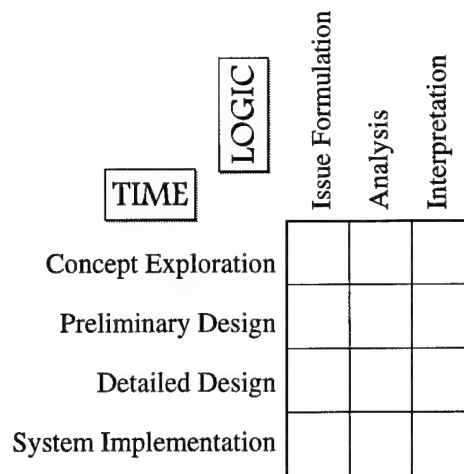 LOGIC
Issue Formulation
Analysis
Interpretation
TIME
Concept Exploration
Preliminary Design
Detailed Design
System Implementation